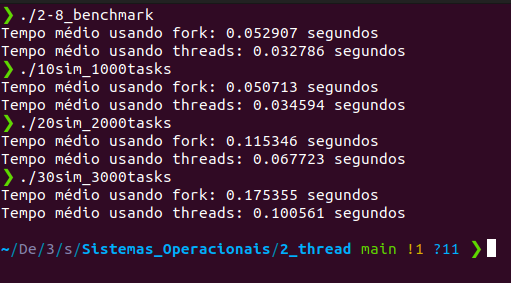 ❯ ./2-8_benchmark
Tempo médio usando fork: 0.052907 segundos
Tempo médio usando threads: 0.032786 segundos
❯ ./10sim_1000tasks
Tempo médio usando fork: 0.050713 segundos
Tempo médio usando threads: 0.034594 segundos
❯ ./20sim_2000tasks
Tempo médio usando fork: 0.115346 segundos
Tempo médio usando threads: 0.067723 segundos
❯ ./30sim_3000tasks
Tempo médio usando fork: 0.175355 segundos
Tempo médio usando threads: 0.100561 segundos
~/De/3/s/Sistemas_Operacionais/2_thread main !1 ?11 ❯